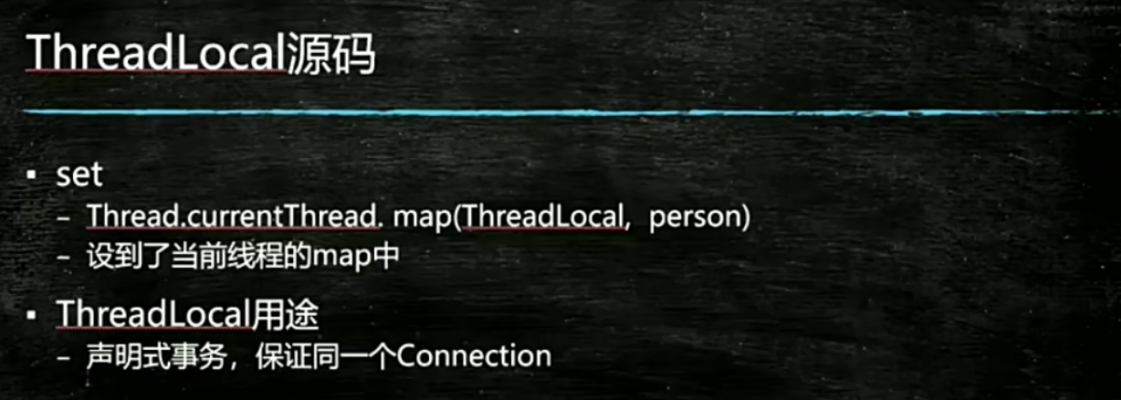 ThreadLocal源码
▪ set
– Thread.currentThread. map(ThreadLocal, person)
– 设到了当前线程的map中
▪ ThreadLocal用途
– 声明式事务，保证同一个Connection